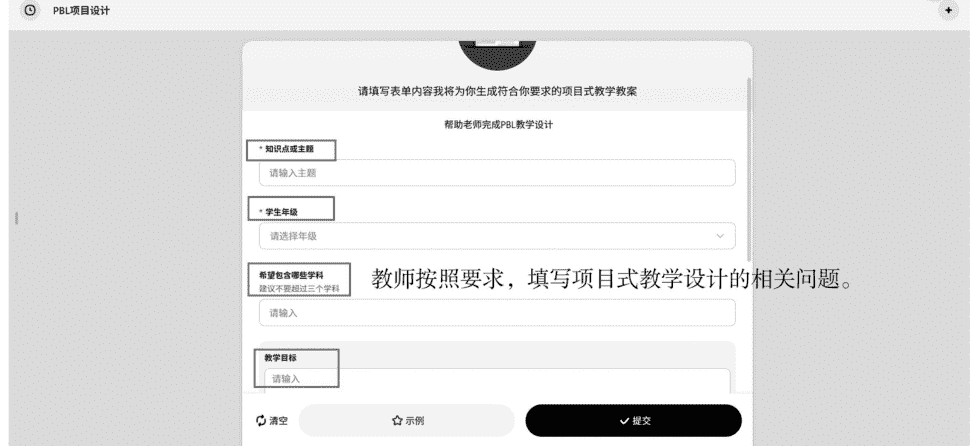 PBL项目设计
请填写表单内容我将为你生成符合你要求的项目式教学教案
帮助老师完成PBL教学设计
* 知识点或主题
请输入主题
* 学生年级
请选择年级
希望包含哪些学科
建议不要超过三个学科
教师按照要求，填写项目式教学设计的相关问题。
请输入
教学目标
请输入
清空 示例 提交